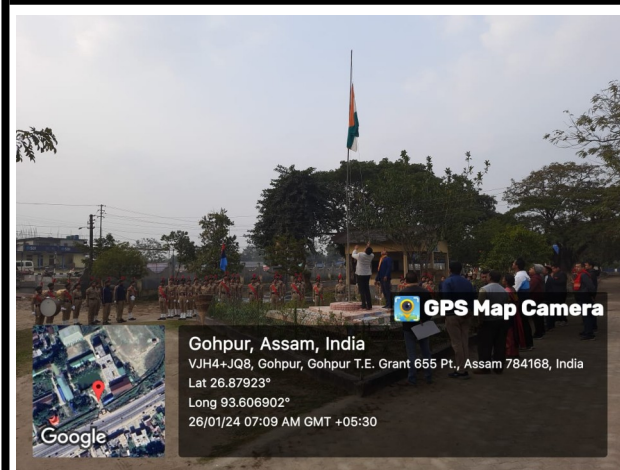 GPS Map Camera
Gohpur, Assam, India
VJH4+JQ8, Gohpur, Gohpur T.E. Grant 655 Pt., Assam 784168, India
Lat 26.87923°
Long 93.606902°
26/01/24 07:09 AM GMT +05:30
Google